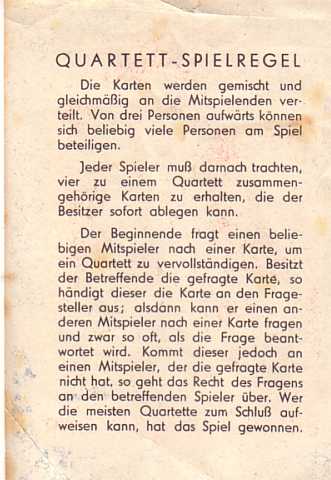 QUARTETT-SPIELREGEL
Die Karten werden gemischt und
gleichmäßig an die Mitspielenden ver-
teilt. Von drei Personen aufwärts können
sich beliebig viele Personen am Spiel
beteiligen.
Jeder Spieler muß darnach trachten,
vier zu einem Quartett zusammen-
gehörige Karten zu erhalten, die der
Besitzer sofort ablegen kann.
Der Beginnende fragt einen belie-
bigen Mitspieler nach einer Karte, um
ein Quartett zu vervollständigen. Besitzt
der Betreffende die gefragte Karte, so
händigt dieser die Karte an den Frage-
steller aus; alsdann kann er einen an-
deren Mitspieler nach einer Karte fragen
und zwar so oft, als die Frage beant-
wortet wird. Kommt dieser jedoch an
einen Mitspieler, der die gefragte Karte
nicht hat, so geht das Recht des Fragens
an den betreffenden Spieler über. Wer
die meisten Quartette zum Schluß auf-
weisen kann, hat das Spiel gewonnen.